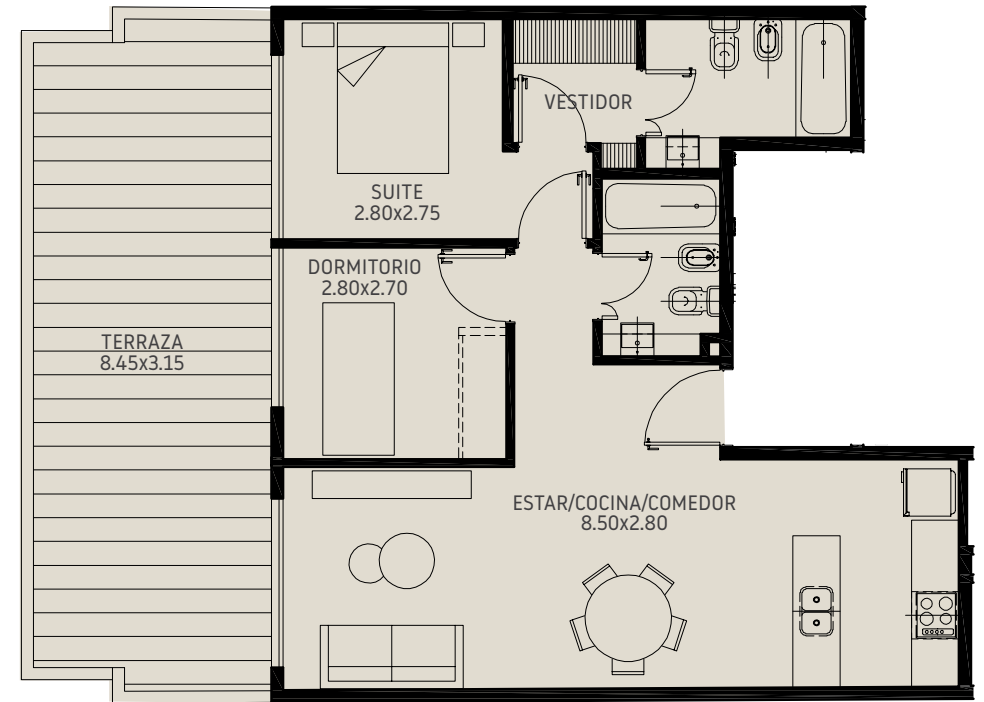 VESTIDOR
SUITE
2.80x2.75
DORMITORIO
2.80x2.70
TERRAZA
8.45x3.15
ESTAR/COCINA/COMEDOR
8.50x2.80